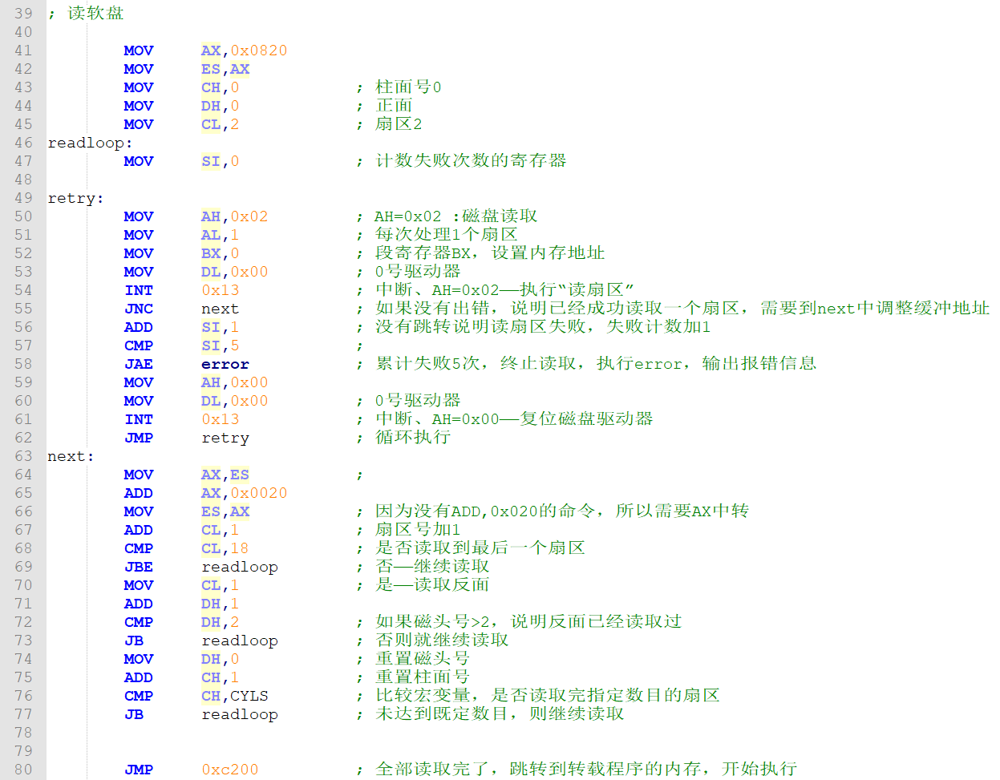 39 ; 读软盘
40
41 MOV AX,0x0820
42 MOV ES,AX
43 MOV CH,0 ; 柱面号0
44 MOV DH,0 ; 正面
45 MOV CL,2 ; 扇区2
46 readloop:
47 MOV SI,0 ; 计数失败次数的寄存器
48
49 retry:
50 MOV AH,0x02 ; AH=0x02 :磁盘读取
51 MOV AL,1 ; 每次处理1个扇区
52 MOV BX,0 ; 段寄存器BX，设置内存地址
53 MOV DL,0x00 ; 0号驱动器
54 INT 0x13 ; 中断、AH=0x02——执行“读扇区”
55 JNC next ; 如果没有出错，说明已经成功读取一个扇区，需要到next中调整缓冲地址
56 ADD SI,1 ; 没有跳转说明读扇区失败，失败计数加1
57 CMP SI,5 ;
58 JAE error ; 累计失败5次，终止读取，执行error，输出报错信息
59 MOV AH,0x00
60 MOV DL,0x00 ; 0号驱动器
61 INT 0x13 ; 中断、AH=0x00——复位磁盘驱动器
62 JMP retry ; 循环执行
63 next:
64 MOV AX,ES ;
65 ADD AX,0x0020
66 MOV ES,AX ; 因为没有ADD,0x020的命令，所以需要AX中转
67 ADD CL,1 ; 扇区号加1
68 CMP CL,18 ; 是否读取到最后一个扇区
69 JBE readloop ; 否——继续读取
70 MOV CL,1 ; 是——读取反面
71 ADD DH,1
72 CMP DH,2 ; 如果磁头号>2，说明反面已经读取过
73 JB readloop ; 否则就继续读取
74 MOV DH,0 ; 重置磁头号
75 ADD CH,1 ; 重置柱面号
76 CMP CH,CYLS ; 比较宏变量，是否读取完指定数目的扇区
77 JB readloop ; 未达到既定数目，则继续读取
78
79
80 JMP 0xc200 ; 全部读取完了，跳转到转载程序的内存，开始执行